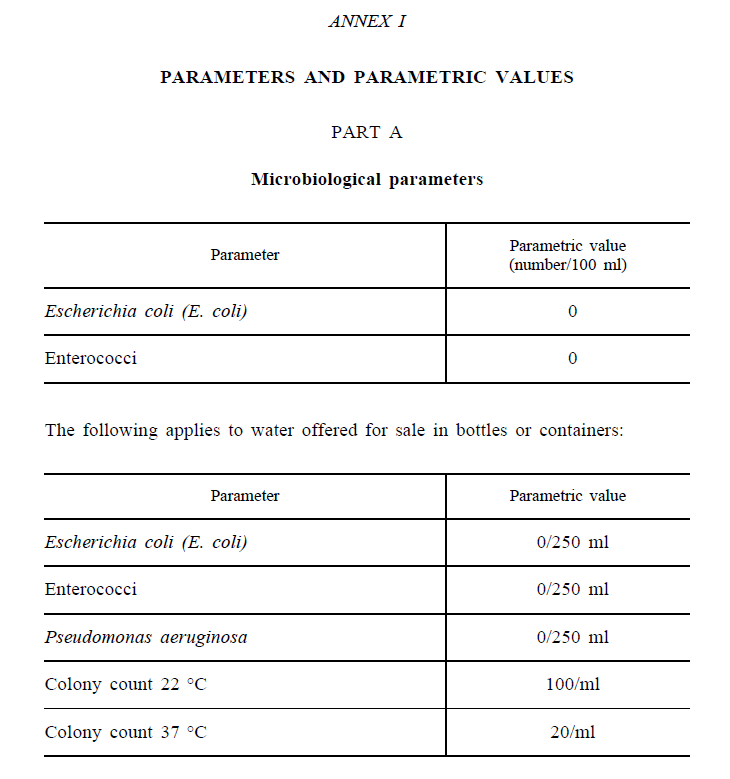 ANNEX I
PARAMETERS AND PARAMETRIC VALUES
PART A
Microbiological parameters
Parameter
Parametric value
(number/100 ml)
Escherichia coli (E. coli)
0
Enterococci
0
The following applies to water offered for sale in bottles or containers:
Parameter
Parametric value
Escherichia coli (E. coli)
0/250 ml
Enterococci
0/250 ml
Pseudomonas aeruginosa
0/250 ml
Colony count 22 °C
100/ml
Colony count 37 °C
20/ml